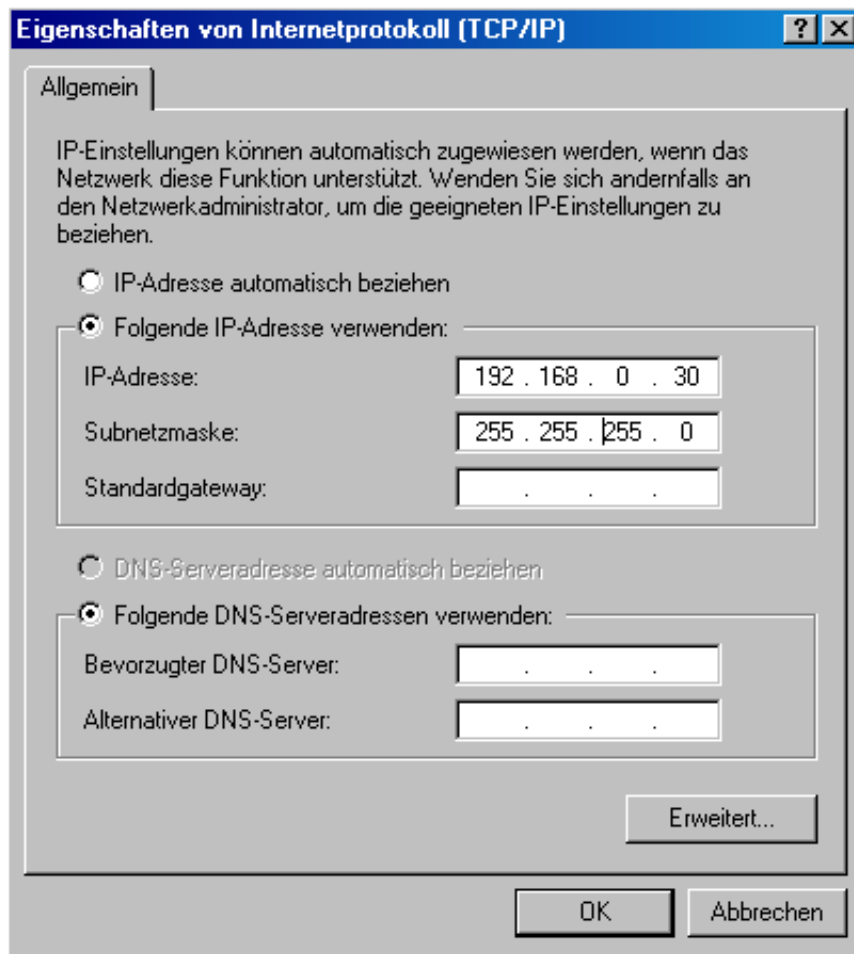 Eigenschaften von Internetprotokoll (TCP/IP)
Allgemein
IP-Einstellungen können automatisch zugewiesen werden, wenn das
Netzwerk diese Funktion unterstützt. Wenden Sie sich andernfalls an
den Netzwerkadministrator, um die geeigneten IP-Einstellungen zu
beziehen.
IP-Adresse automatisch beziehen
Folgende IP-Adresse verwenden:
IP-Adresse: 192 . 168 . 0 . 30
Subnetzmaske: 255 . 255 . 255 . 0
Standardgateway: . . .
DNS-Serveradresse automatisch beziehen
Folgende DNS-Serveradressen verwenden:
Bevorzugter DNS-Server: . . .
Alternativer DNS-Server: . . .
Erweitert...
OK Abbrechen